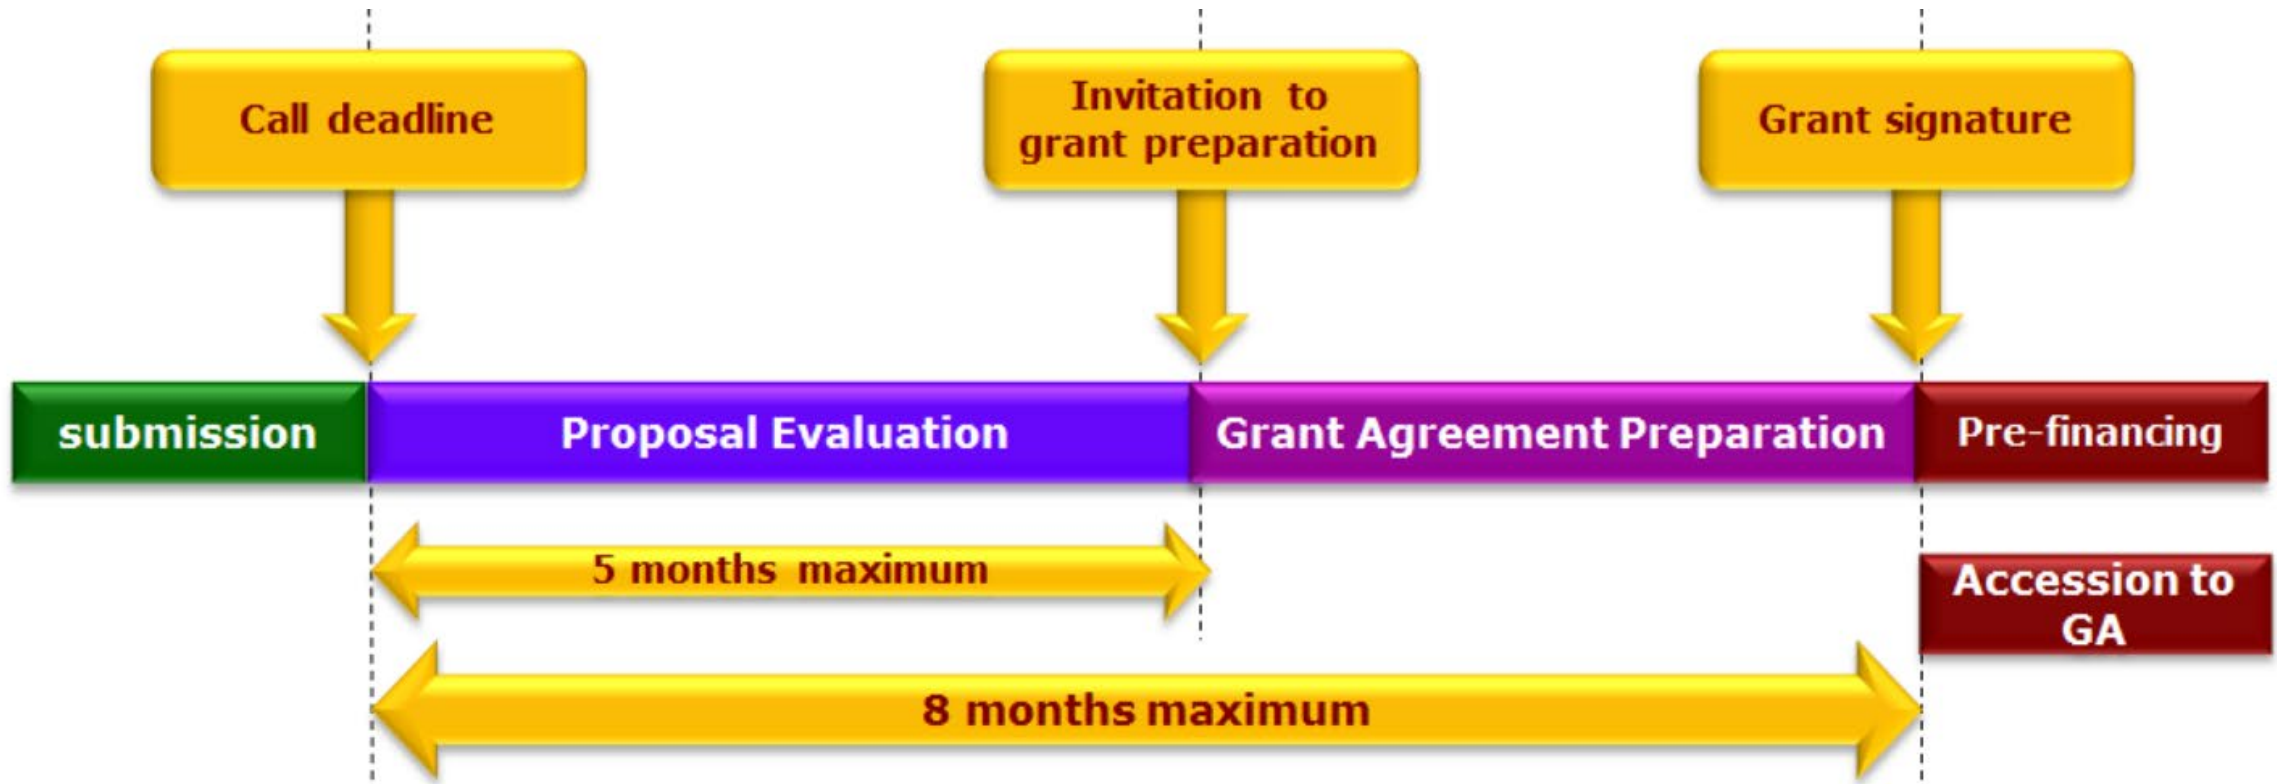 Call deadline
Invitation to
grant preparation
Grant signature
submission
Proposal Evaluation
Grant Agreement Preparation
Pre-financing
5 months maximum
Accession to
GA
8 months maximum